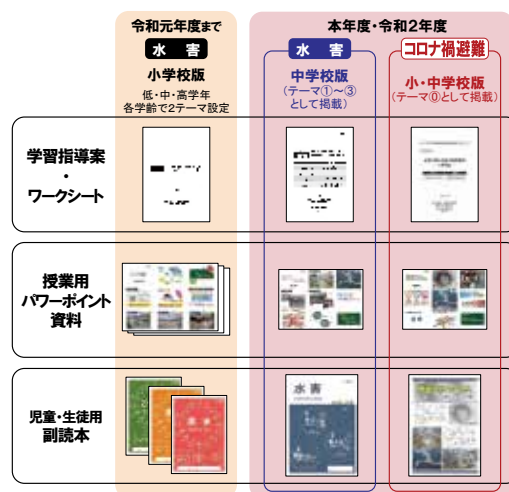 令和元年度まで
水 害
小学校版
低・中・高学年
各学齢で2テーマ設定
本年度・令和2年度
水 害
中学校版
(テーマ①～③
として掲載)
コロナ禍避難
小・中学校版
(テーマ⓪として掲載)
学習指導案
・
ワークシート
授業用
パワーポイント
資料
児童・生徒用
副読本
水 害